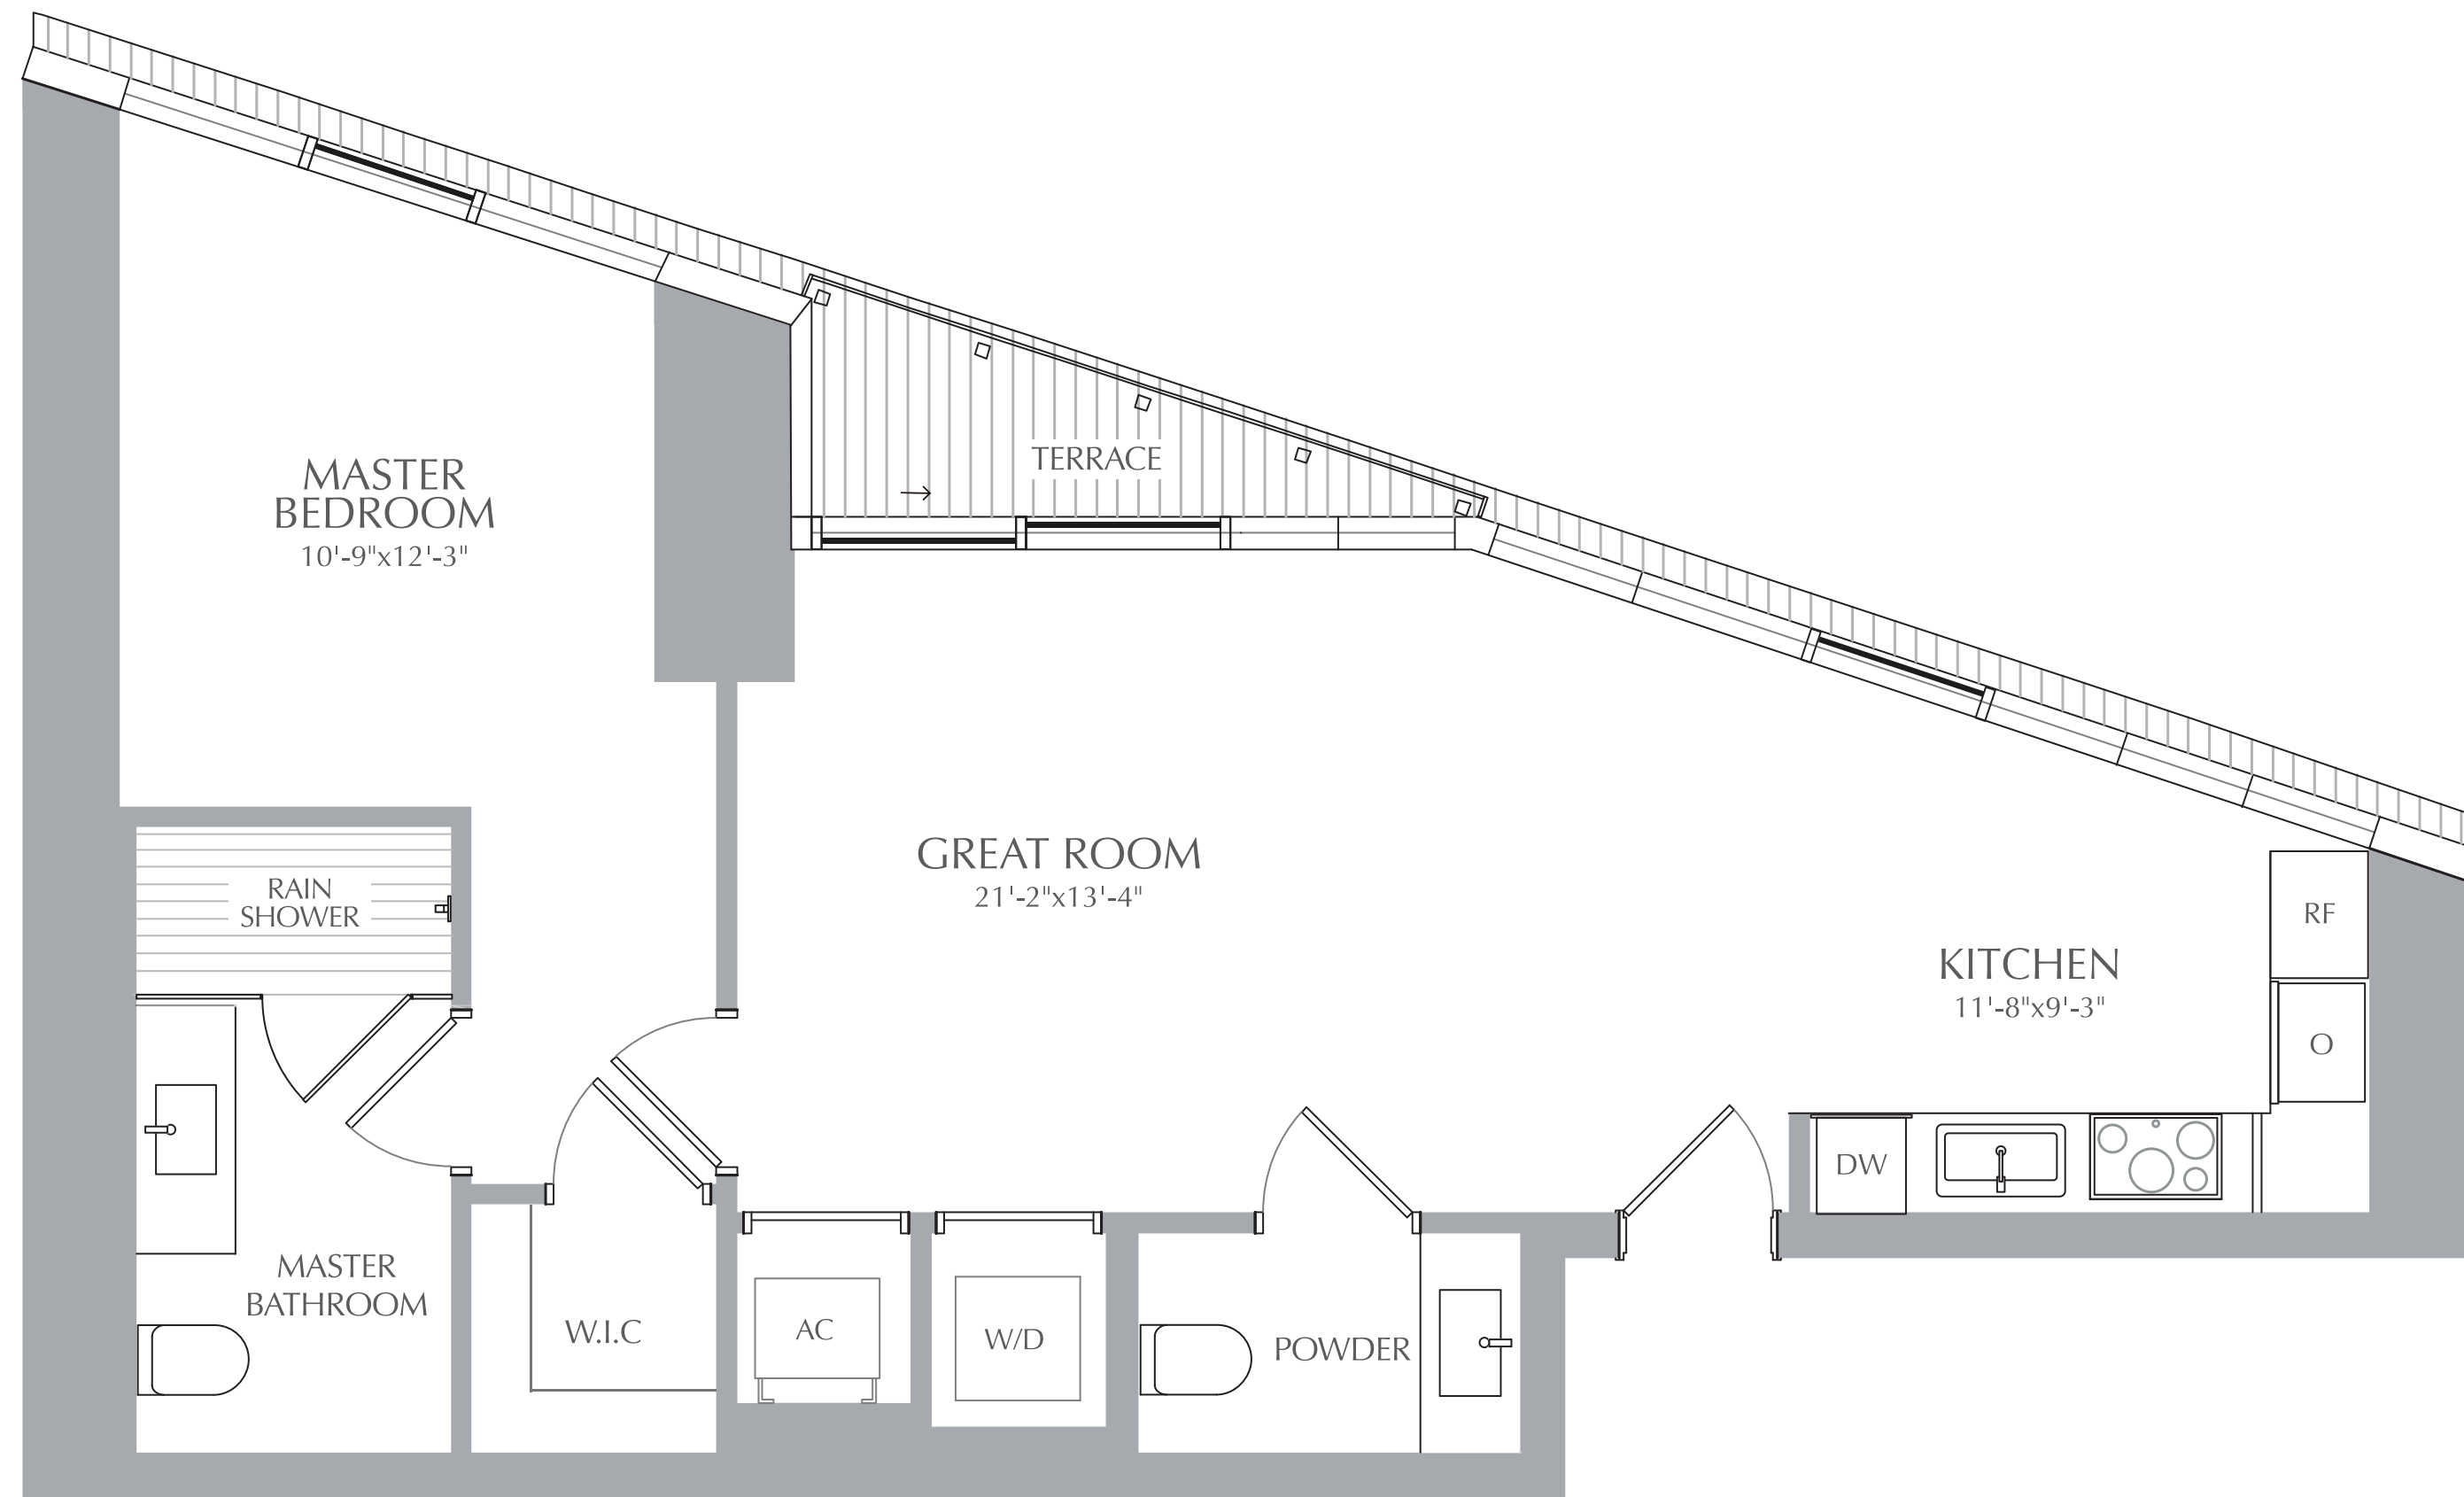 TERRACE
MASTER
BEDROOM
10'-9"x12'-3"
GREAT ROOM
21'-2"x13'-4"
RAIN
SHOWER
RF
KITCHEN
11'-8"x9'-3"
O
DW
MASTER
BATHROOM
W.I.C
AC
W/D
POWDER